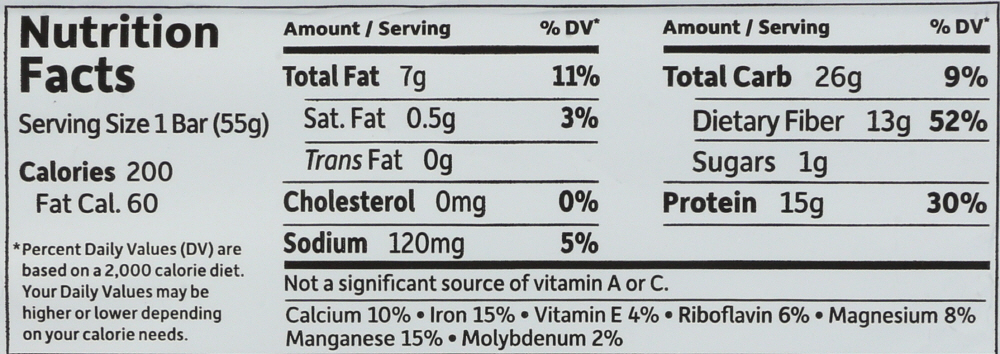 Nutrition
Facts
Serving Size 1 Bar (55g)
Calories 200
Fat Cal. 60
*Percent Daily Values (DV) are
based on a 2,000 calorie diet.
Your Daily Values may be
higher or lower depending
on your calorie needs.
Amount / Serving % DV*
Total Fat 7g 11%
Sat. Fat 0.5g 3%
Trans Fat 0g
Cholesterol 0mg 0%
Sodium 120mg 5%
Amount / Serving % DV*
Total Carb 26g 9%
Dietary Fiber 13g 52%
Sugars 1g
Protein 15g 30%
Not a significant source of vitamin A or C.
Calcium 10% • Iron 15% • Vitamin E 4% • Riboflavin 6% • Magnesium 8%
Manganese 15% • Molybdenum 2%